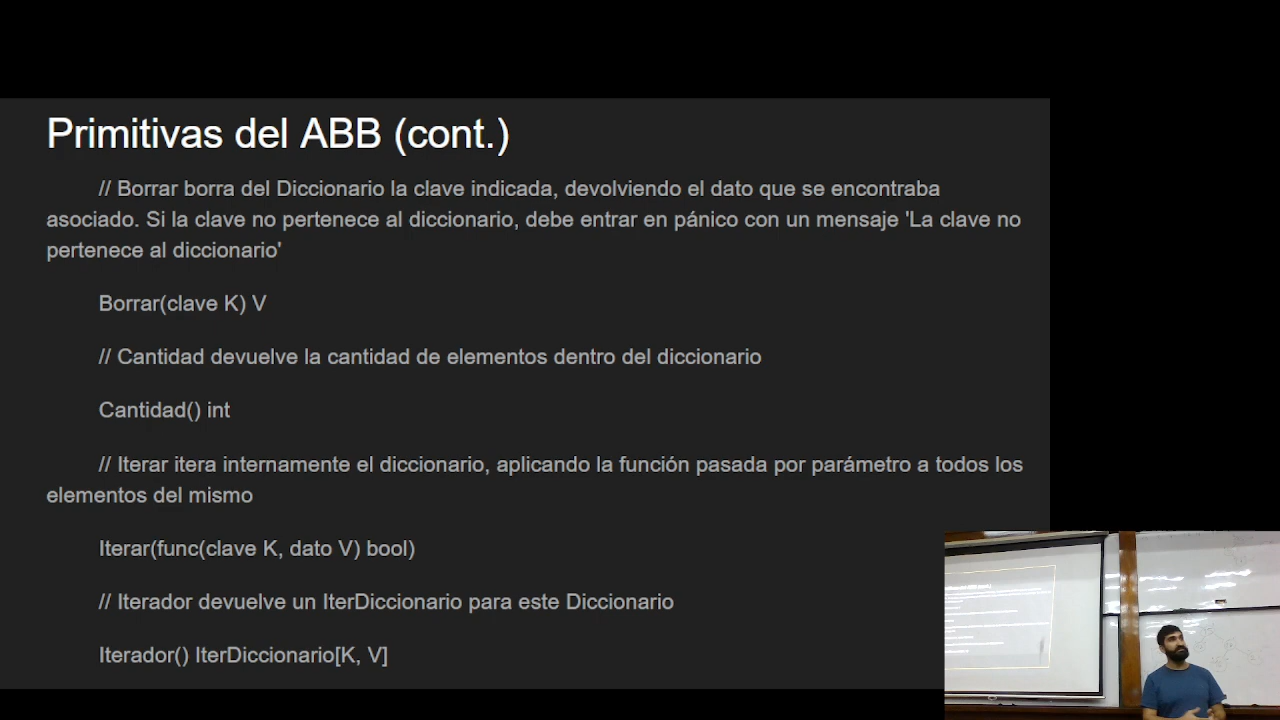 Primitivas del ABB (cont.)
// Borrar borra del Diccionario la clave indicada, devolviendo el dato que se encontraba
asociado. Si la clave no pertenece al diccionario, debe entrar en pánico con un mensaje 'La clave no
pertenece al diccionario'
Borrar(clave K) V
// Cantidad devuelve la cantidad de elementos dentro del diccionario
Cantidad() int
// Iterar itera internamente el diccionario, aplicando la función pasada por parámetro a todos los
elementos del mismo
Iterar(func(clave K, dato V) bool)
// Iterador devuelve un IterDiccionario para este Diccionario
Iterador() IterDiccionario[K, V]